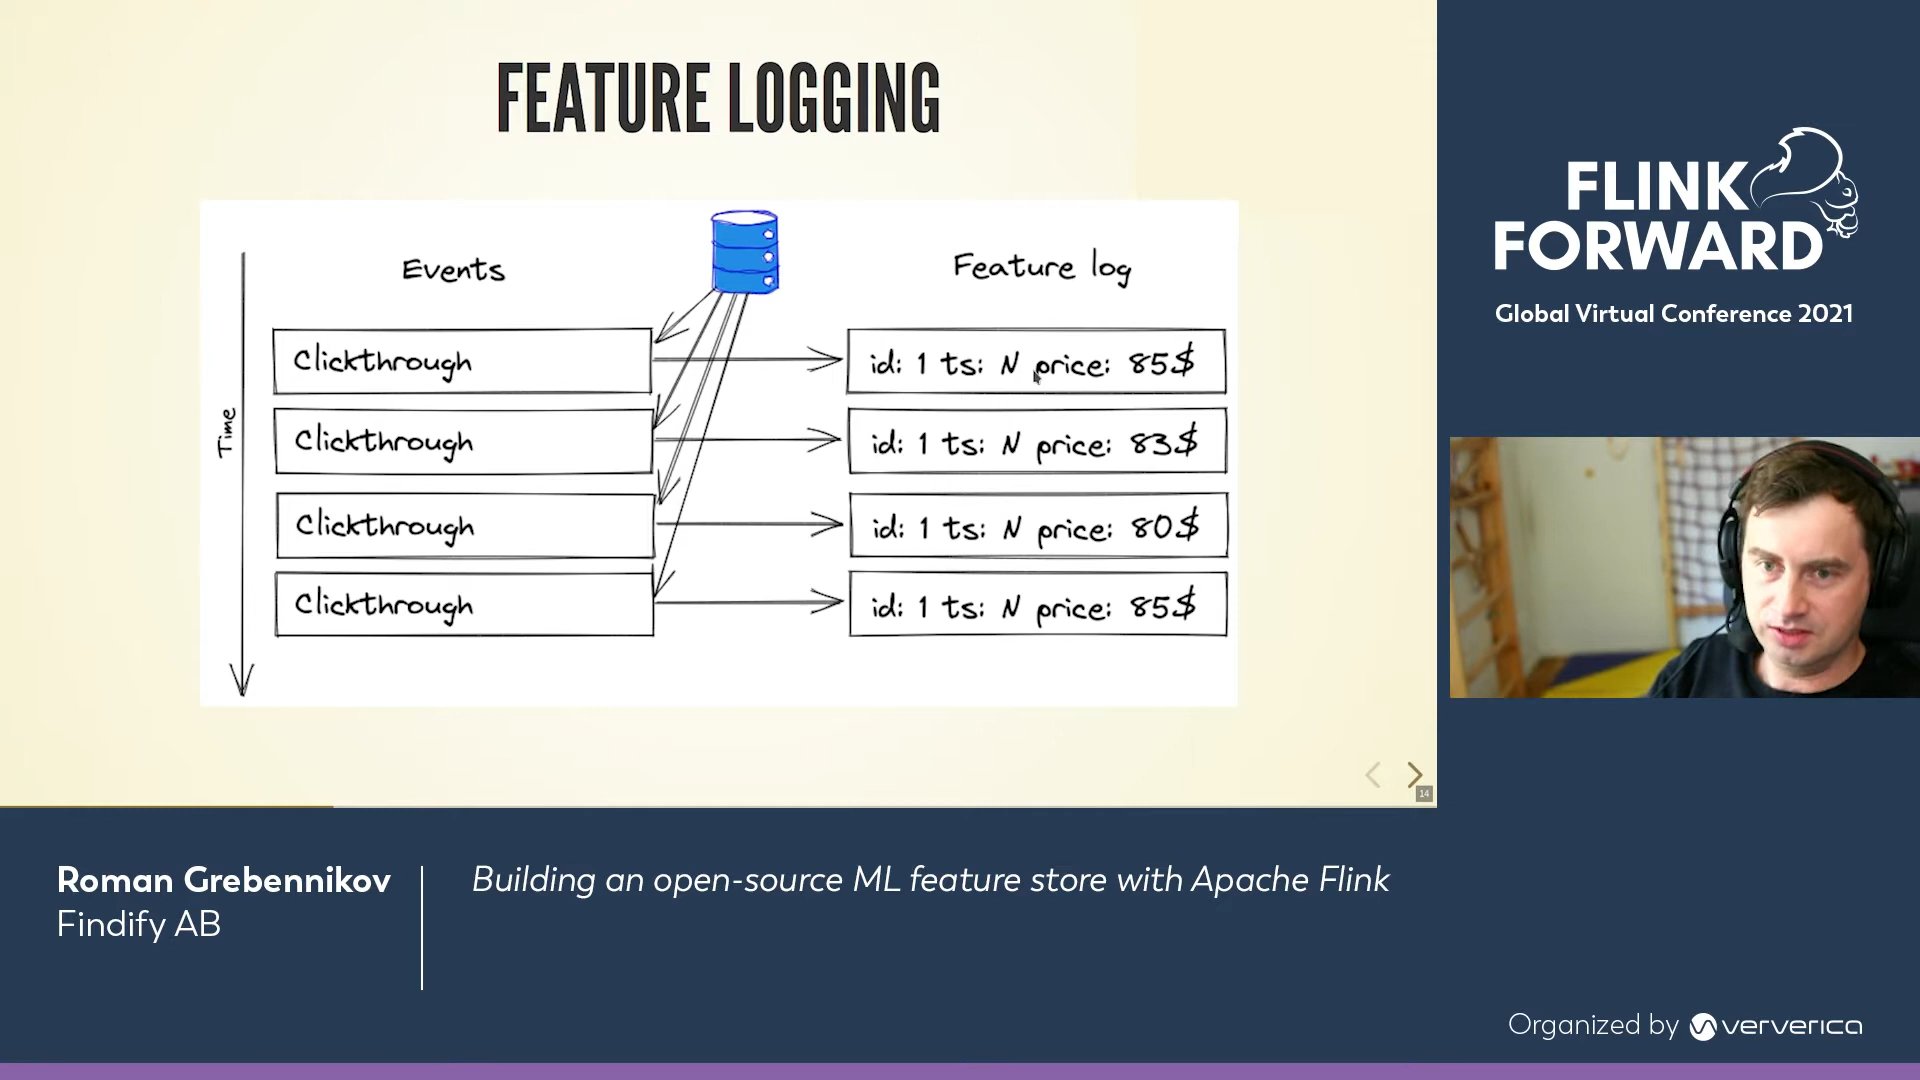 FEATURE LOGGING
Events
Feature log
Time
Clickthrough
id: 1 ts: N price: 85$
Clickthrough
id: 1 ts: N price: 83$
Clickthrough
id: 1 ts: N price: 80$
Clickthrough
id: 1 ts: N price: 85$
14
FLINK
FORWARD
Global Virtual Conference 2021
Roman Grebennikov
Findify AB
Building an open-source ML feature store with Apache Flink
Organized by ververica